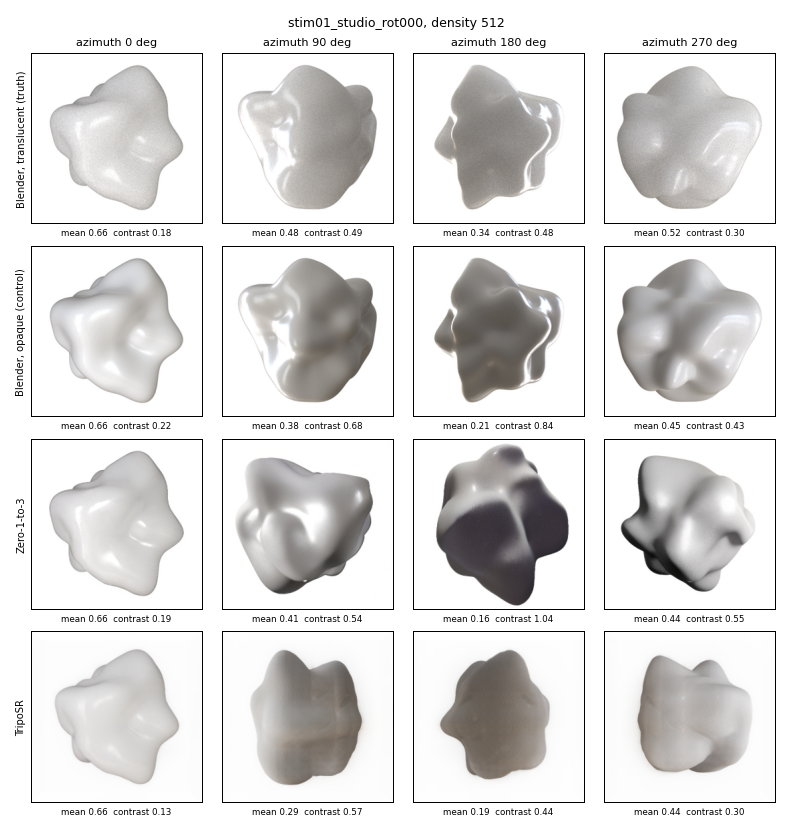 stim01_studio_rot000, density 512
azimuth 0 deg
azimuth 90 deg
azimuth 180 deg
azimuth 270 deg
Blender, translucent (truth)
mean 0.66  contrast 0.18
mean 0.48  contrast 0.49
mean 0.34  contrast 0.48
mean 0.52  contrast 0.30
Blender, opaque (control)
mean 0.66  contrast 0.22
mean 0.38  contrast 0.68
mean 0.21  contrast 0.84
mean 0.45  contrast 0.43
Zero-1-to-3
mean 0.66  contrast 0.19
mean 0.41  contrast 0.54
mean 0.16  contrast 1.04
mean 0.44  contrast 0.55
TripoSR
mean 0.66  contrast 0.13
mean 0.29  contrast 0.57
mean 0.19  contrast 0.44
mean 0.44  contrast 0.30